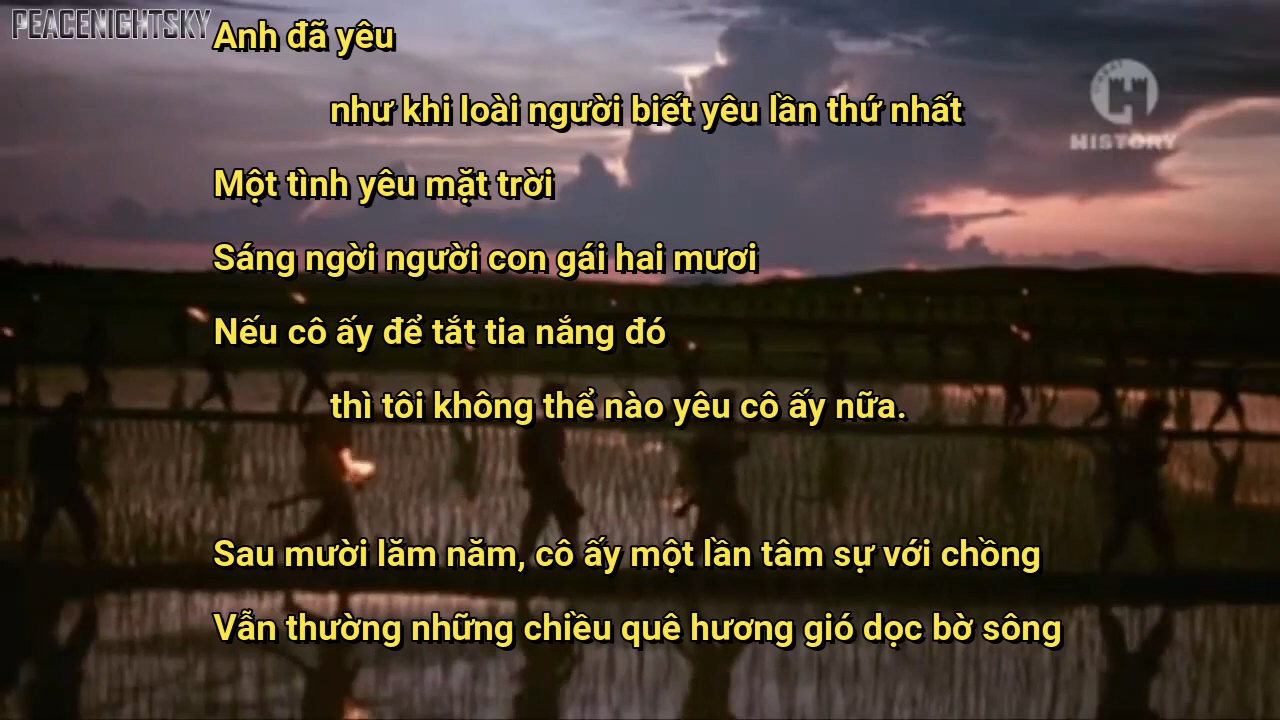 PEACENIGHTSKY
Anh đã yêu
như khi loài người biết yêu lần thứ nhất
HISTORY
Một tình yêu mặt trời
Sáng ngời người con gái hai mươi
Nếu cô ấy để tắt tia nắng đó
thì tôi không thể nào yêu cô ấy nữa.
Sau mười lăm năm, cô ấy một lần tâm sự với chồng
Vẫn thường những chiều quê hương gió dọc bờ sông